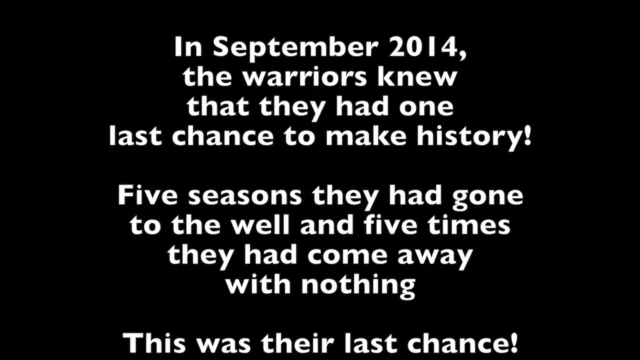 In September 2014,
the warriors knew
that they had one
last chance to make history!
Five seasons they had gone
to the well and five times
they had come away
with nothing
This was their last chance!